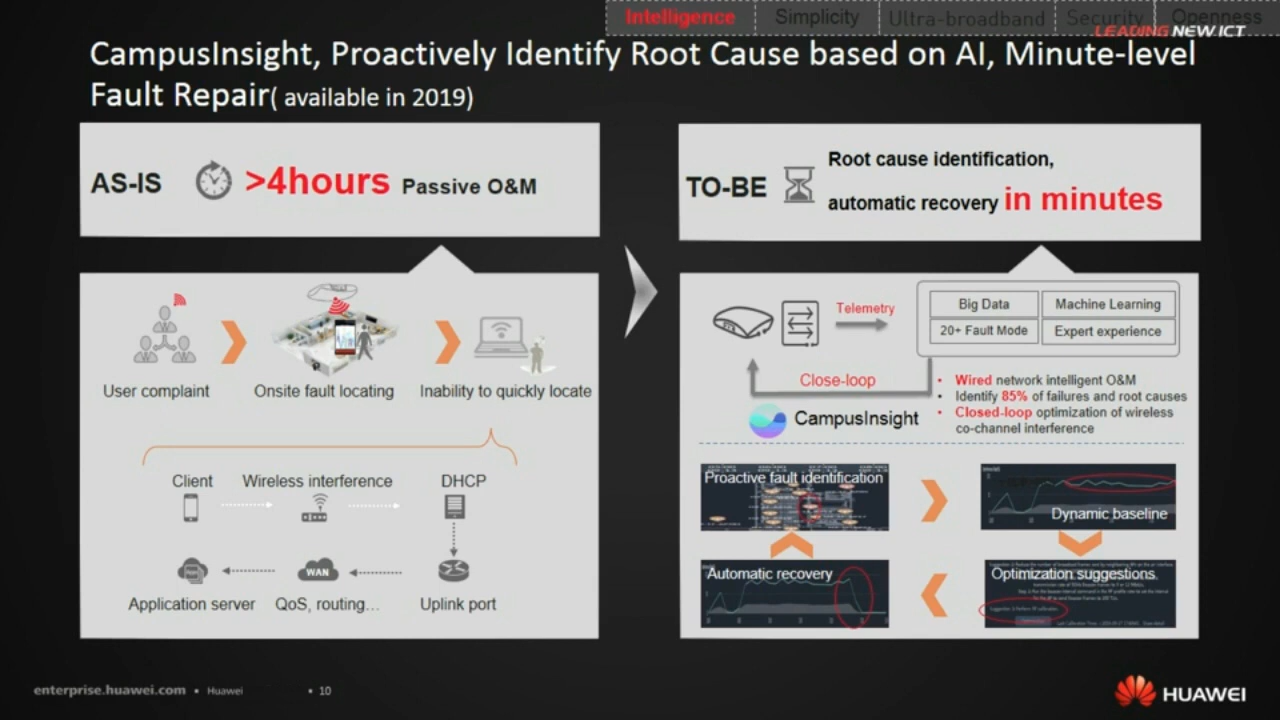 Intelligence Simplicity Ultra-broadband Security Openness
LEADING NEW ICT
CampusInsight, Proactively Identify Root Cause based on AI, Minute-level
Fault Repair( available in 2019)
AS-IS >4hours Passive O&M
TO-BE
Root cause identification,
automatic recovery in minutes
User complaint
Onsite fault locating
Inability to quickly locate
Client
Wireless interference
DHCP
WAN
Application server
QoS, routing...
Uplink port
Telemetry
Big Data
Machine Learning
20+ Fault Mode
Expert experience
Close-loop
CampusInsight
• Wired network intelligent O&M
• Identify 85% of failures and root causes
• Closed-loop optimization of wireless
co-channel interference
Proactive fault identification
Dynamic baseline
Automatic recovery
Optimization suggestions
enterprise.huawei.com • Huawei • 10
HUAWEI